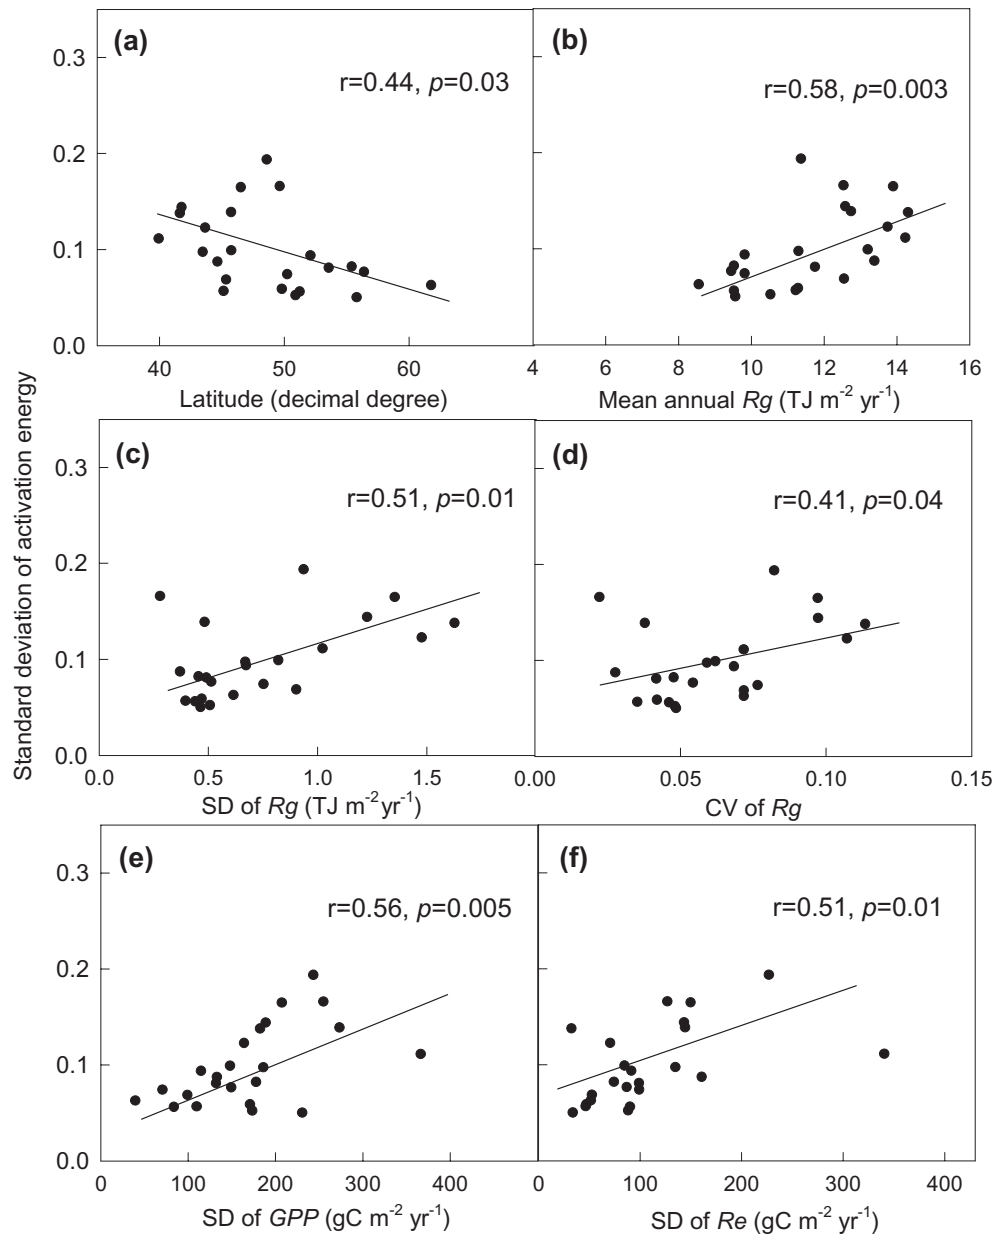 Standard deviation of activation energy
(a)
r=0.44, p=0.03
0.3
0.2
0.1
0.0
40 50 60
Latitude (decimal degree)
(b)
r=0.58, p=0.003
4 6 8 10 12 14 16
Mean annual Rg (TJ m-2 yr-1)
(c)
r=0.51, p=0.01
0.3
0.2
0.1
0.0
0.0 0.5 1.0 1.5
SD of Rg (TJ m-2 yr-1)
(d)
r=0.41, p=0.04
0.00 0.05 0.10 0.15
CV of Rg
(e)
r=0.56, p=0.005
0.3
0.2
0.1
0.0
0 100 200 300 400
SD of GPP (gC m-2 yr-1)
(f)
r=0.51, p=0.01
0 100 200 300 400
SD of Re (gC m-2 yr-1)